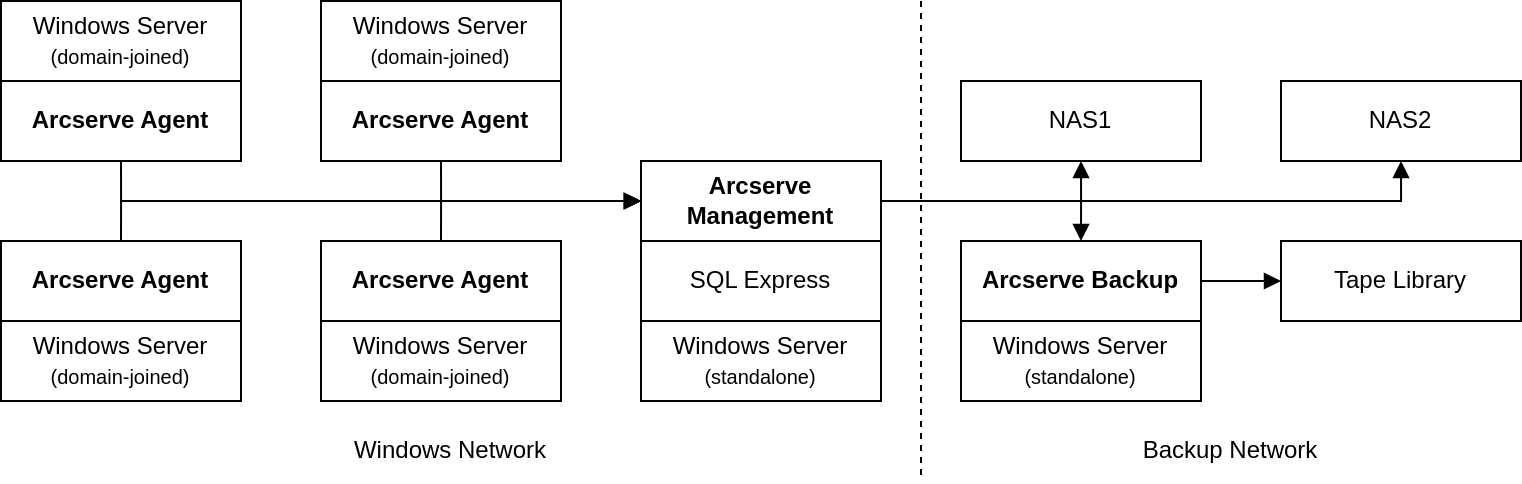 Windows Server
(domain-joined)
Arcserve Agent
Windows Server
(domain-joined)
Arcserve Agent
Arcserve Agent
Windows Server
(domain-joined)
Arcserve Agent
Windows Server
(domain-joined)
Arcserve
Management
SQL Express
Windows Server
(standalone)
NAS1
NAS2
Arcserve Backup
Windows Server
(standalone)
Tape Library
Windows Network
Backup Network